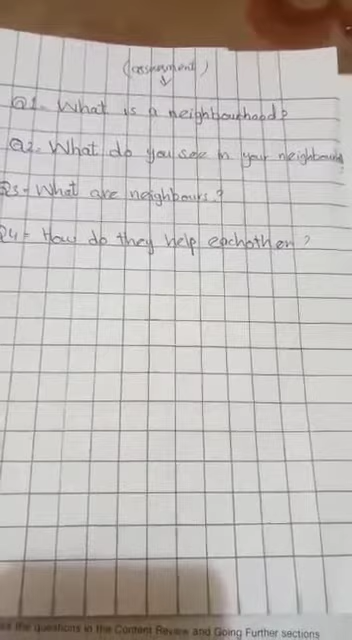 (assignment)
Q1. What is a neighbourhood?
Q2. What do you see in your neighbourhood
Q3- What are neighbours?
Q4= How do they help eachother?
the questions in the Content Review and Going Further sections